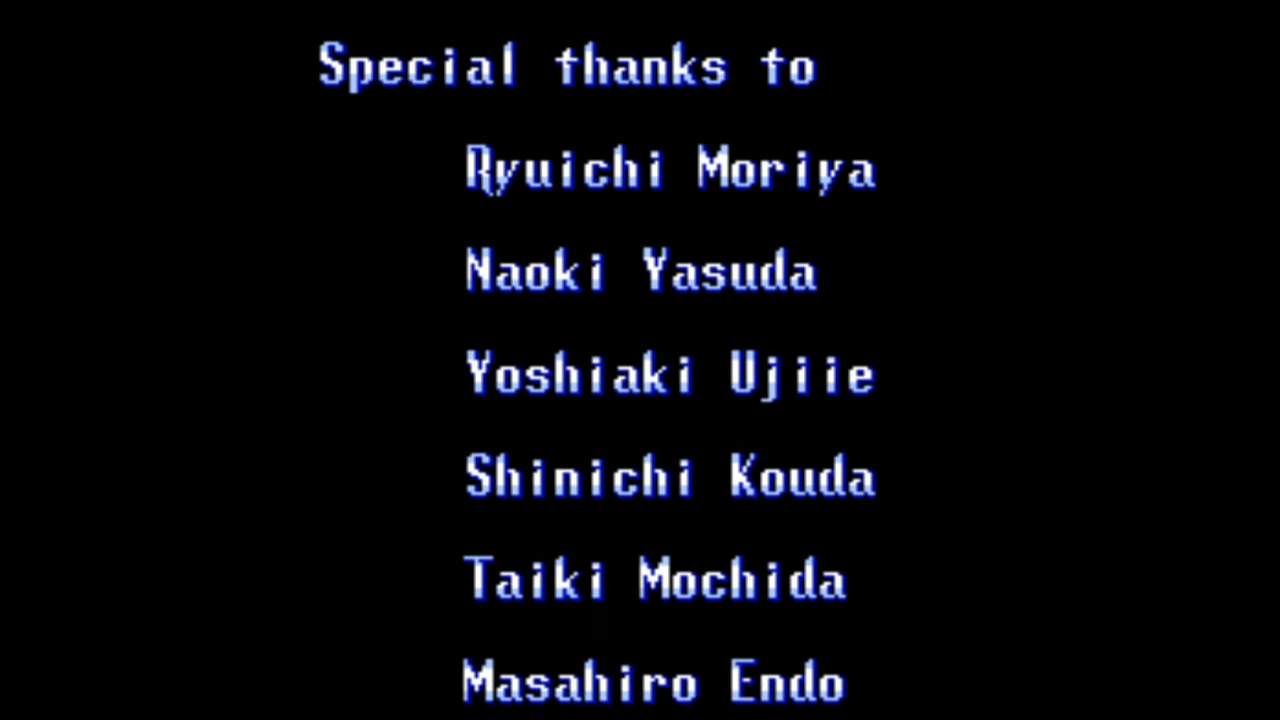 Special thanks to
Ryuichi Moriya
Naoki Yasuda
Yoshiaki Ujiie
Shinichi Kouda
Taiki Mochida
Masahiro Endo